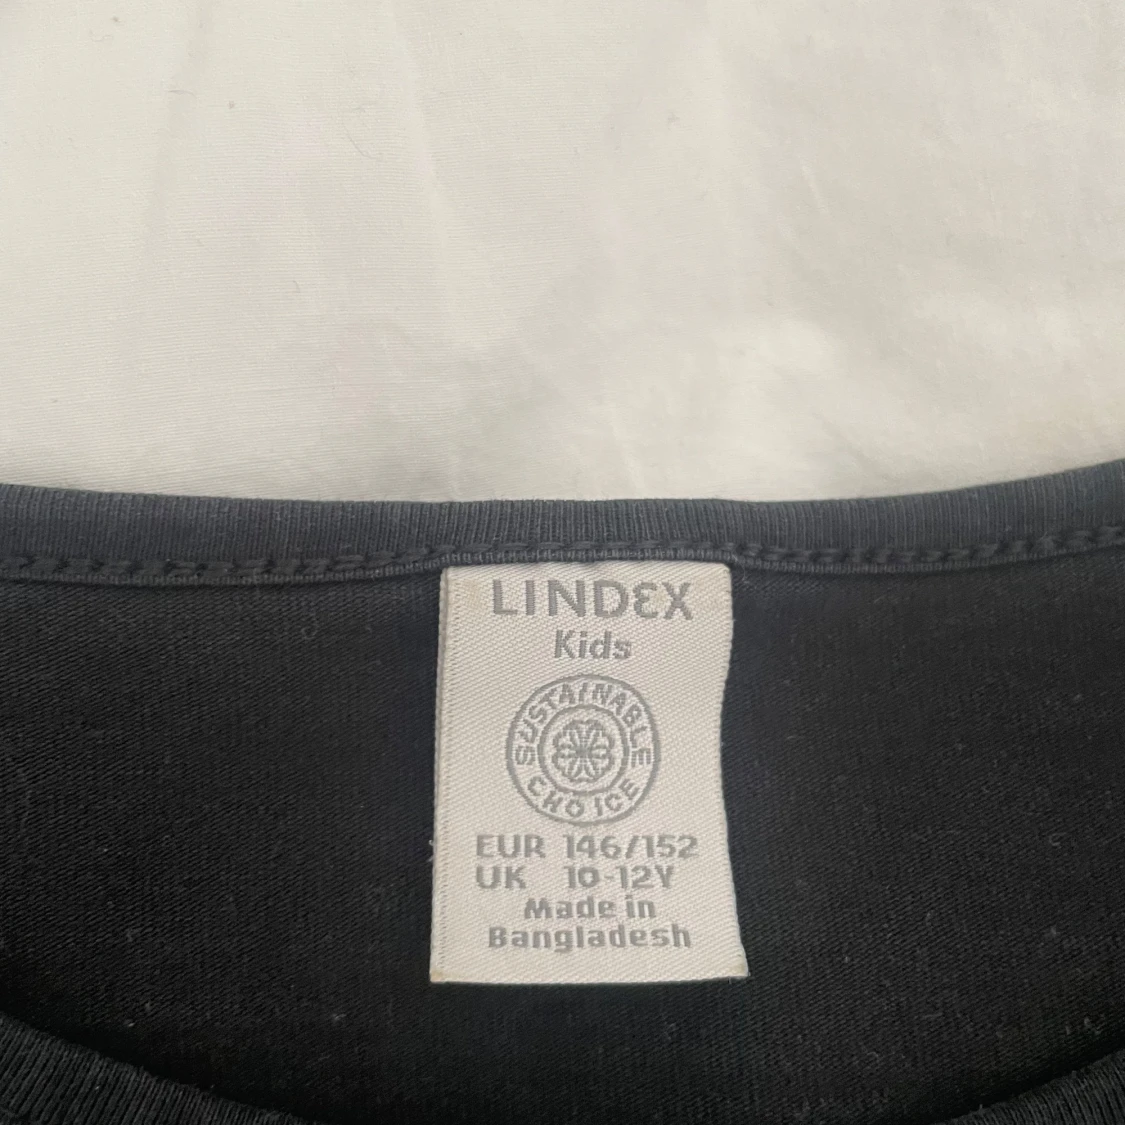 LINDEX
Kids
SUSTAINABLE
CHOICE
EUR 146/152
UK 10-12Y
Made in
Bangladesh